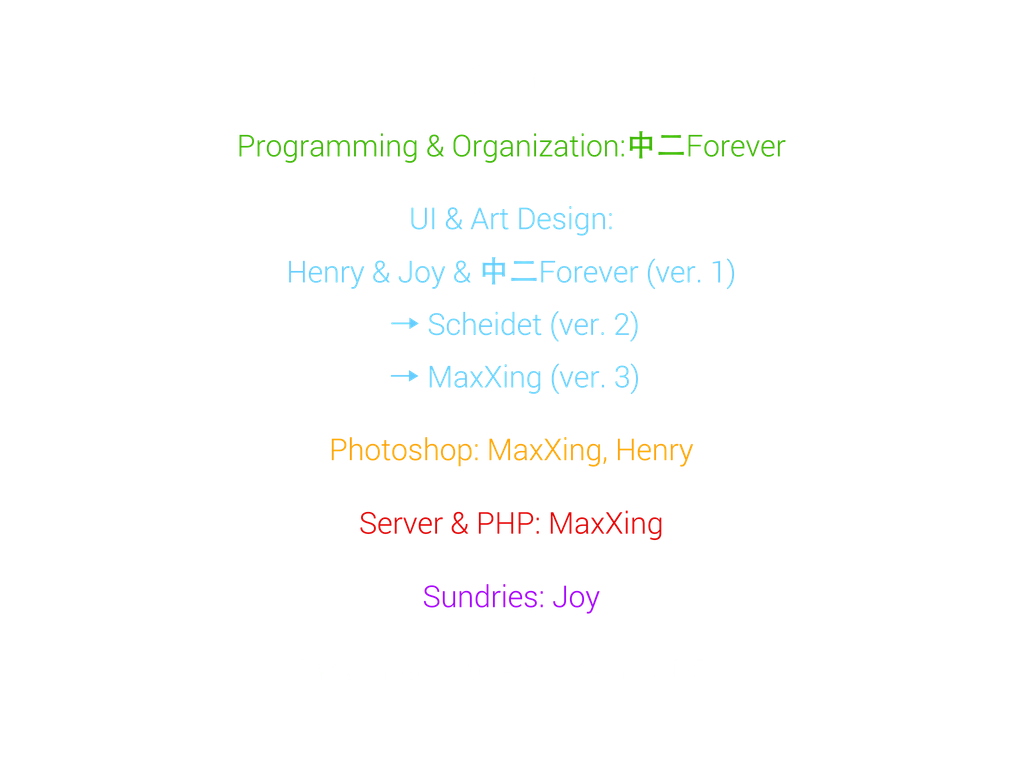 Programming & Organization:中二Forever
UI & Art Design:
Henry & Joy & 中二Forever (ver. 1)
→ Scheidet (ver. 2)
→ MaxXing (ver. 3)
Photoshop: MaxXing, Henry
Server & PHP: MaxXing
Sundries: Joy